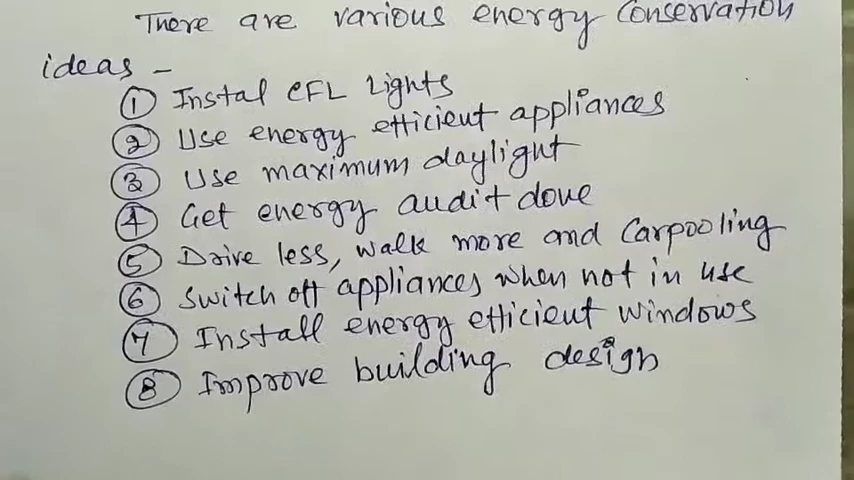 There are various energy Conservation
ideas -
① Instal CFL Lights
② Use energy efficient appliances
③ Use maximum daylight
④ Get energy audit done
⑤ Drive less, walk more and Carpooling
⑥ Switch off appliances when not in use
⑦ Install energy efficient windows
⑧ Improve building design